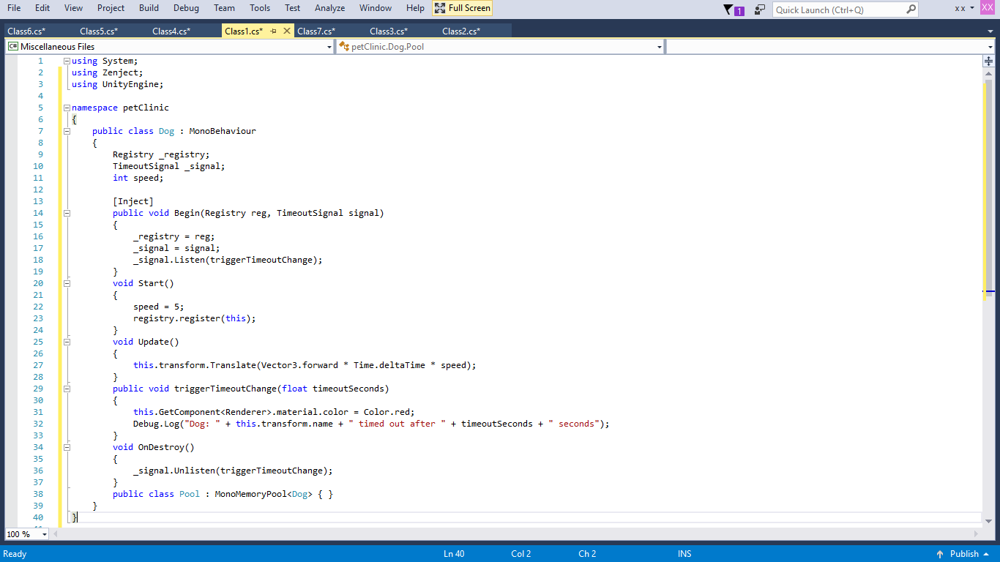 File Edit View Project Build Debug Team Tools Test Analyze Window Help Full Screen 1 Quick Launch (Ctrl+Q) x x XX
Class6.cs* Class5.cs* Class4.cs* Class1.cs* Class7.cs* Class3.cs* Class2.cs*
C# Miscellaneous Files petClinic.Dog.Pool
1 using System;
2 using Zenject;
3 using UnityEngine;
4
5 namespace petClinic
6 {
7 public class Dog : MonoBehaviour
8 {
9 Registry _registry;
10 TimeoutSignal _signal;
11 int speed;
12
13 [Inject]
14 public void Begin(Registry reg, TimeoutSignal signal)
15 {
16 _registry = reg;
17 _signal = signal;
18 _signal.Listen(triggerTimeoutChange);
19 }
20 void Start()
21 {
22 speed = 5;
23 registry.register(this);
24 }
25 void Update()
26 {
27 this.transform.Translate(Vector3.forward * Time.deltaTime * speed);
28 }
29 public void triggerTimeoutChange(float timeoutSeconds)
30 {
31 this.GetComponent<Renderer>.material.color = Color.red;
32 Debug.Log("Dog: " + this.transform.name + " timed out after " + timeoutSeconds + " seconds");
33 }
34 void OnDestroy()
35 {
36 _signal.Unlisten(triggerTimeoutChange);
37 }
38 public class Pool : MonoMemoryPool<Dog> { }
39 }
40 }
100 %
Ready Ln 40 Col 2 Ch 2 INS Publish